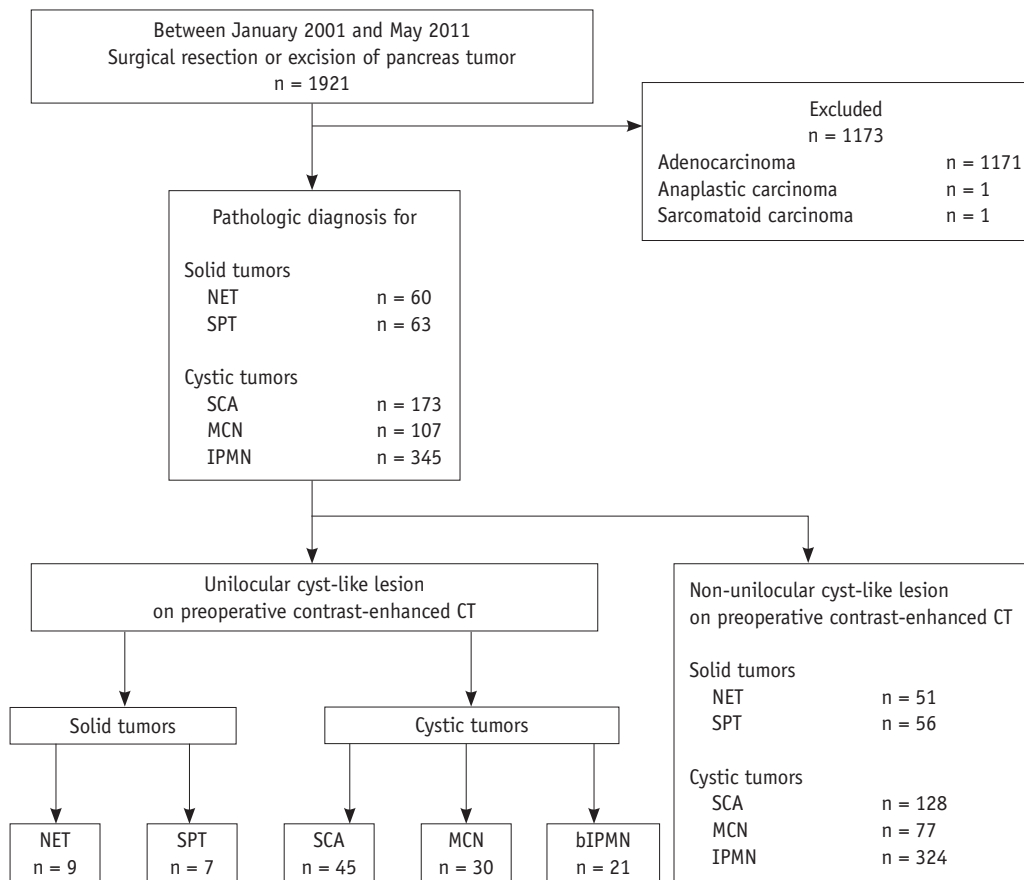 Between January 2001 and May 2011
Surgical resection or excision of pancreas tumor
n = 1921
Excluded
n = 1173
Adenocarcinoma n = 1171
Anaplastic carcinoma n = 1
Sarcomatoid carcinoma n = 1
Pathologic diagnosis for
Solid tumors
NET n = 60
SPT n = 63
Cystic tumors
SCA n = 173
MCN n = 107
IPMN n = 345
Unilocular cyst-like lesion
on preoperative contrast-enhanced CT
Non-unilocular cyst-like lesion
on preoperative contrast-enhanced CT
Solid tumors
NET n = 51
SPT n = 56
Cystic tumors
SCA n = 128
MCN n = 77
IPMN n = 324
Solid tumors
Cystic tumors
NET
n = 9
SPT
n = 7
SCA
n = 45
MCN
n = 30
bIPMN
n = 21